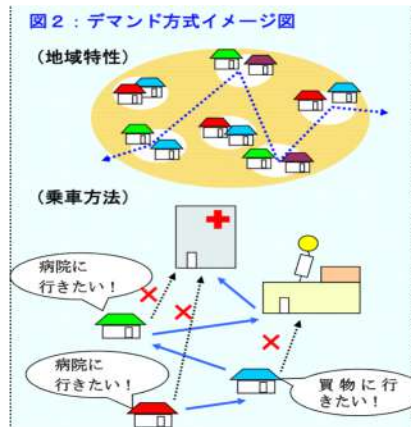 図２：デマンド方式イメージ図
（地域特性）
（乗車方法）
病院に
行きたい！
病院に
行きたい！
買物に行
きたい！